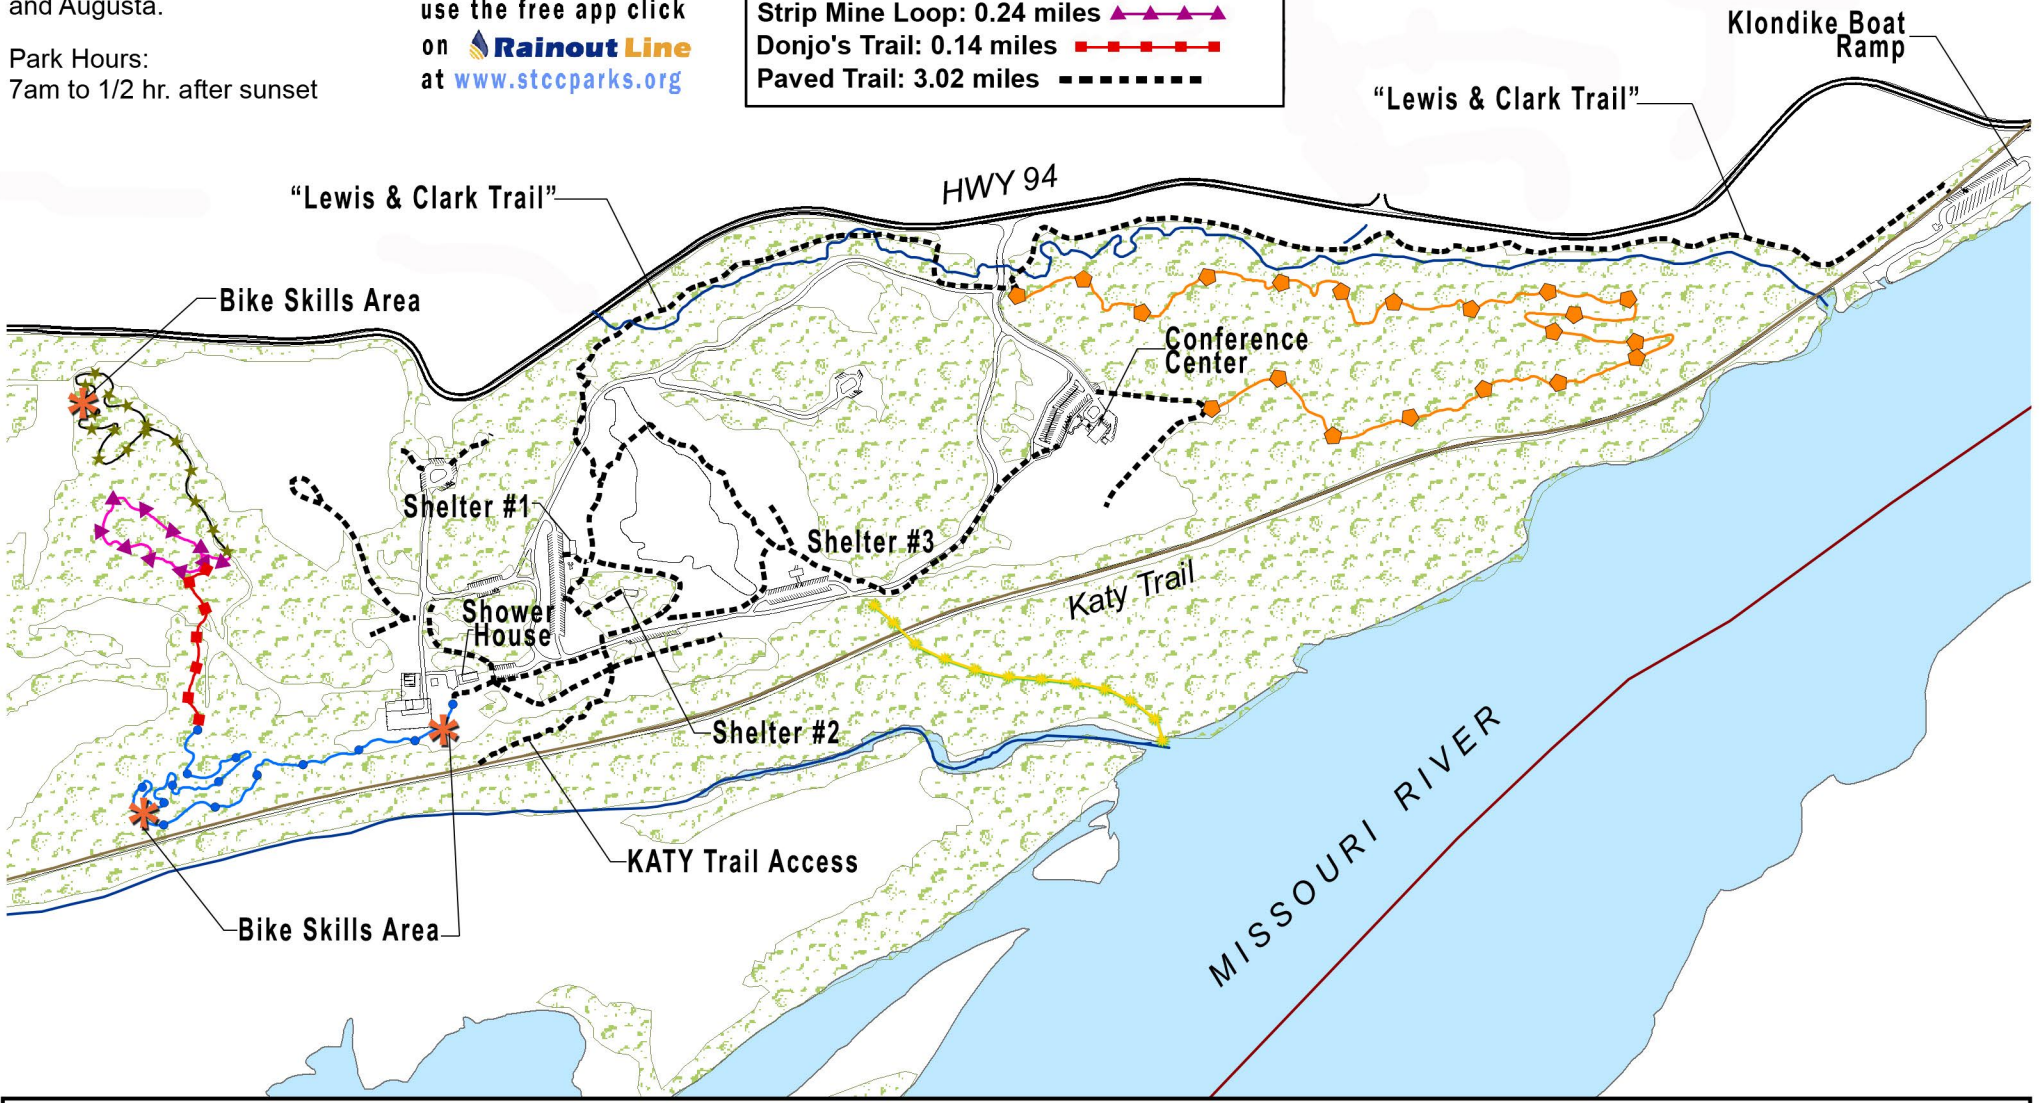 and Augusta.
Park Hours:
7am to 1/2 hr. after sunset
use the free app click
on Rainout Line
at www.stccparks.org
Strip Mine Loop: 0.24 miles
Donjo's Trail: 0.14 miles
Paved Trail: 3.02 miles
Klondike Boat
Ramp
“Lewis & Clark Trail”
HWY 94
“Lewis & Clark Trail”
Bike Skills Area
Conference
Center
Shelter #1
Shelter #3
Katy Trail
Shower
House
Shelter #2
KATY Trail Access
Bike Skills Area
MISSOURI RIVER